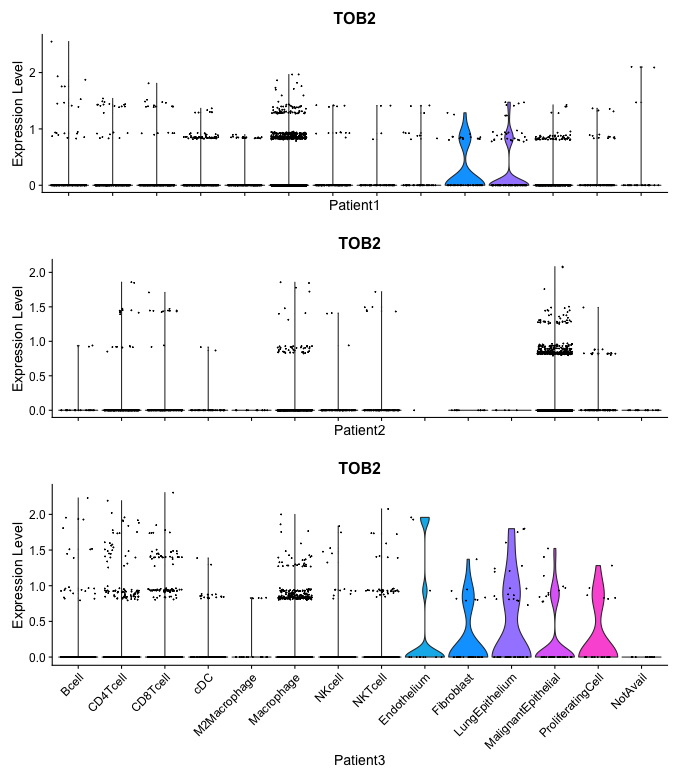 TOB2
Expression Level
2
1
0
Patient1
TOB2
Expression Level
2.0
1.5
1.0
0.5
0.0
Patient2
TOB2
Expression Level
2.0
1.5
1.0
0.5
0.0
Bcell
CD4Tcell
CD8Tcell
cDC
M2Macrophage
Macrophage
NKcell
NKTcell
Endothelium
Fibroblast
LungEpithelium
MalignantEpithelial
ProliferatingCell
NotAvail
Patient3